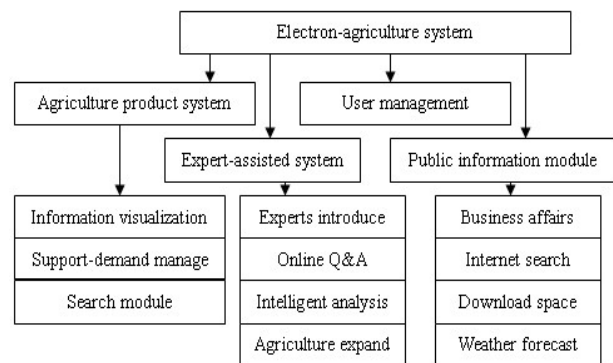 Electron-agriculture system
Agriculture product system
User management
Expert-assisted system
Public information module
Information visualization
Support-demand manage
Search module
Experts introduce
Online Q&A
Intelligent analysis
Agriculture expand
Business affairs
Internet search
Download space
Weather forecast